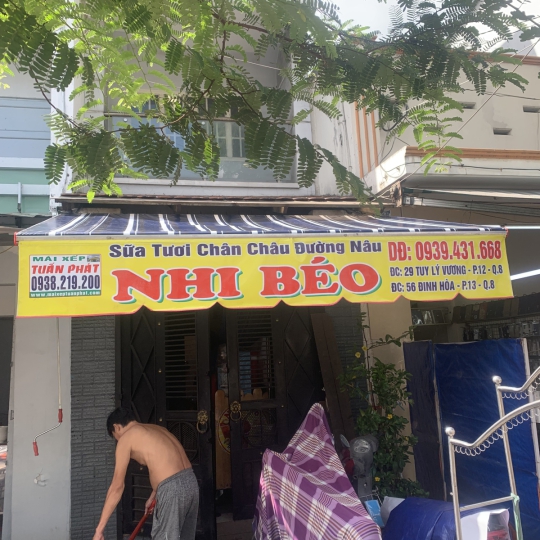 Sữa Tươi Chân Châu Đường Nâu
NHI BÉO
MÁI XẾP
TUẤN PHÁT
0938.219.200
www.maixeptuanphat.com
DĐ: 0939.431.668
ĐC: 29 TUY LÝ VƯƠNG - P.12 - Q.8
ĐC: 56 ĐINH HÒA - P.13 - Q.8